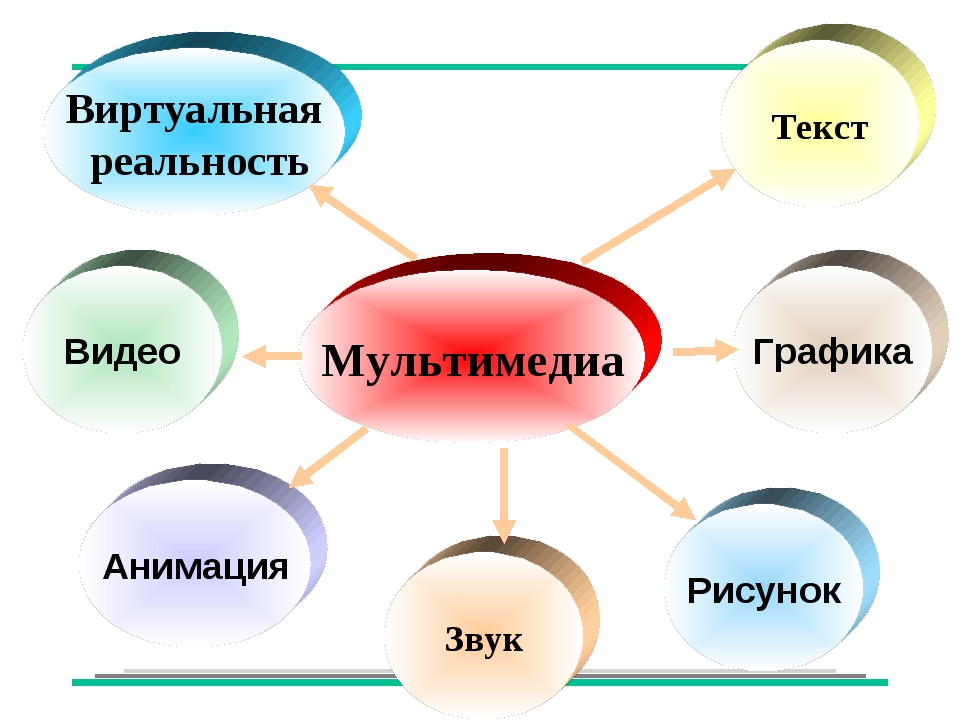 Виртуальная
реальность
Текст
Видео
Мультимедиа
Графика
Анимация
Звук
Рисунок